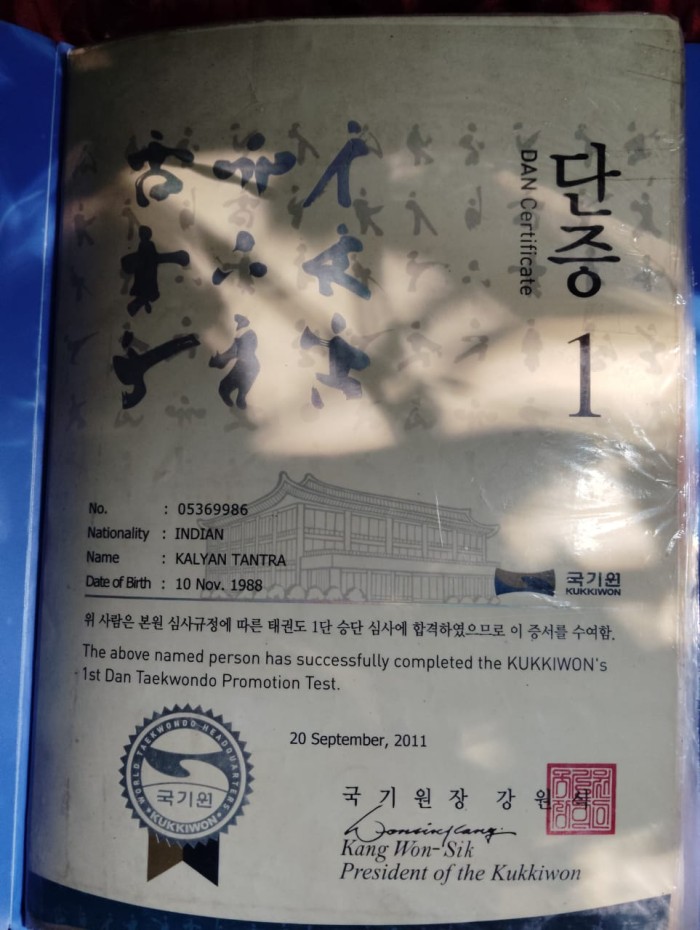 단증
DAN Certificate
1
No. : 05369986
Nationality : INDIAN
Name : KALYAN TANTRA
Date of Birth : 10 Nov. 1988
국기원
KUKKIWON
위 사람은 본원 심사규정에 따른 태권도 1단 승단 심사에 합격하였으므로 이 증서를 수여함.
The above named person has successfully completed the KUKKIWON's
1st Dan Taekwondo Promotion Test.
20 September, 2011
WORLD TAEKWONDO HEADQUARTERS
국기원
KUKKIWON
국 기 원 장 강 원 식
Kang Won-Sik
President of the Kukkiwon